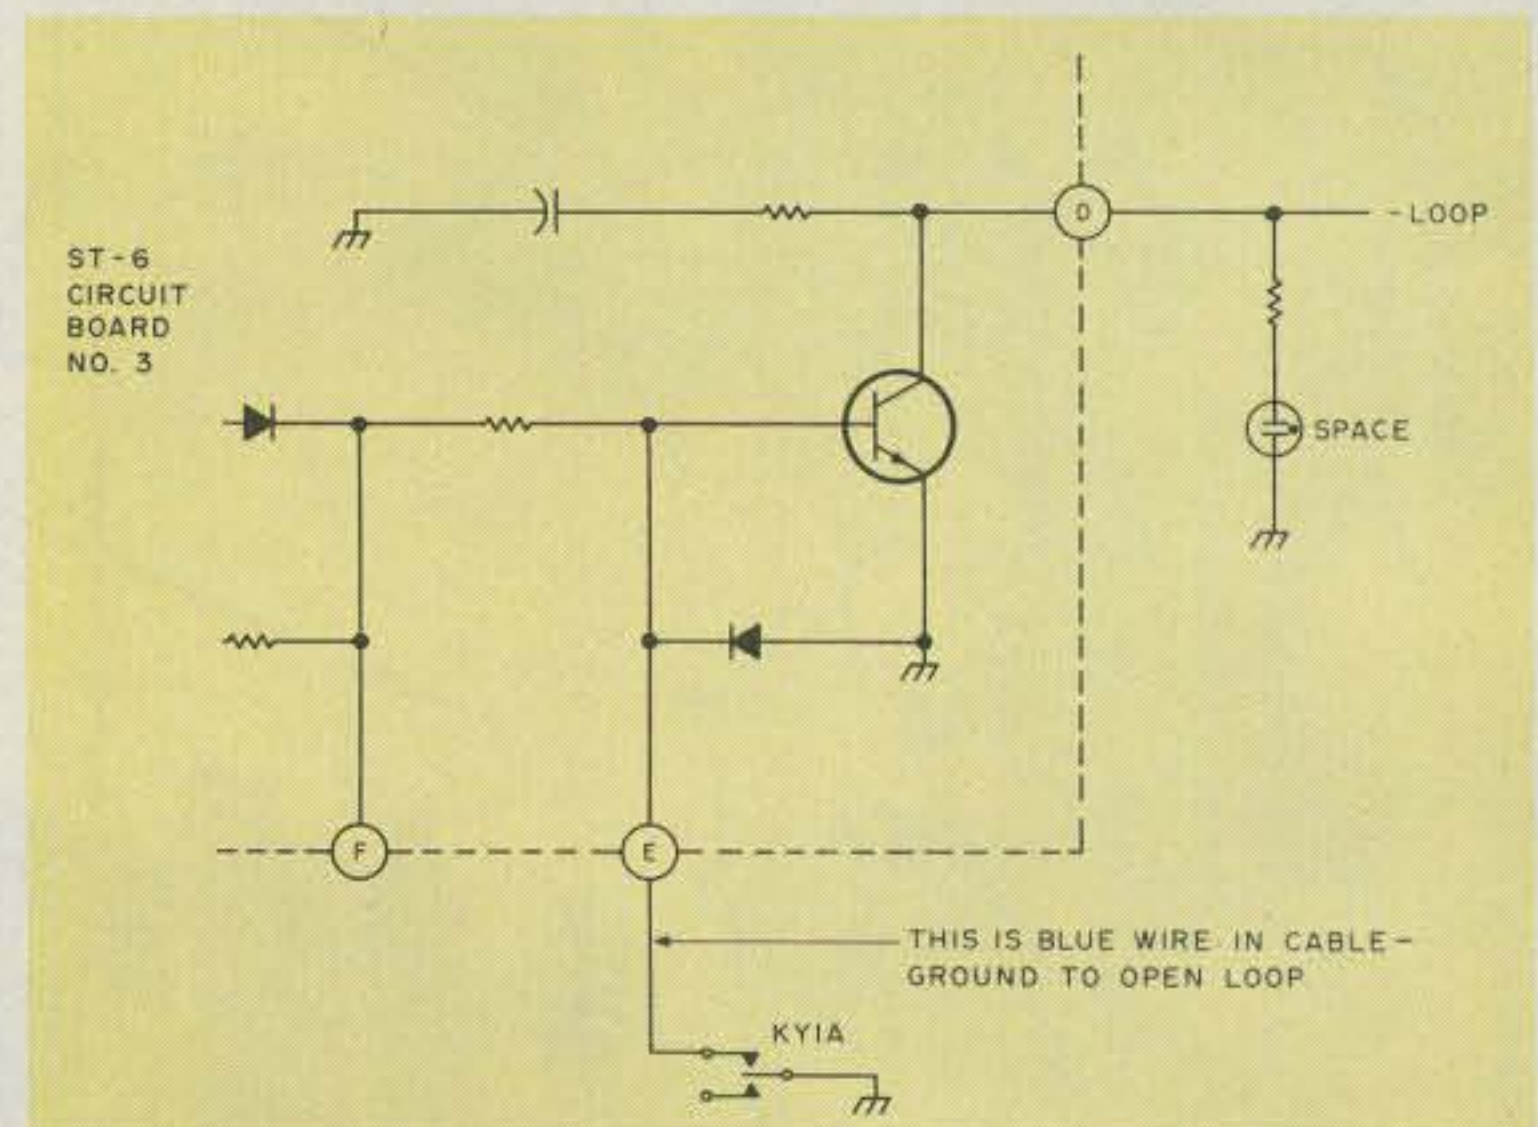 ST-6
CIRCUIT
BOARD
NO. 3
D
-LOOP
SPACE
F
E
THIS IS BLUE WIRE IN CABLE-
GROUND TO OPEN LOOP
KY1A